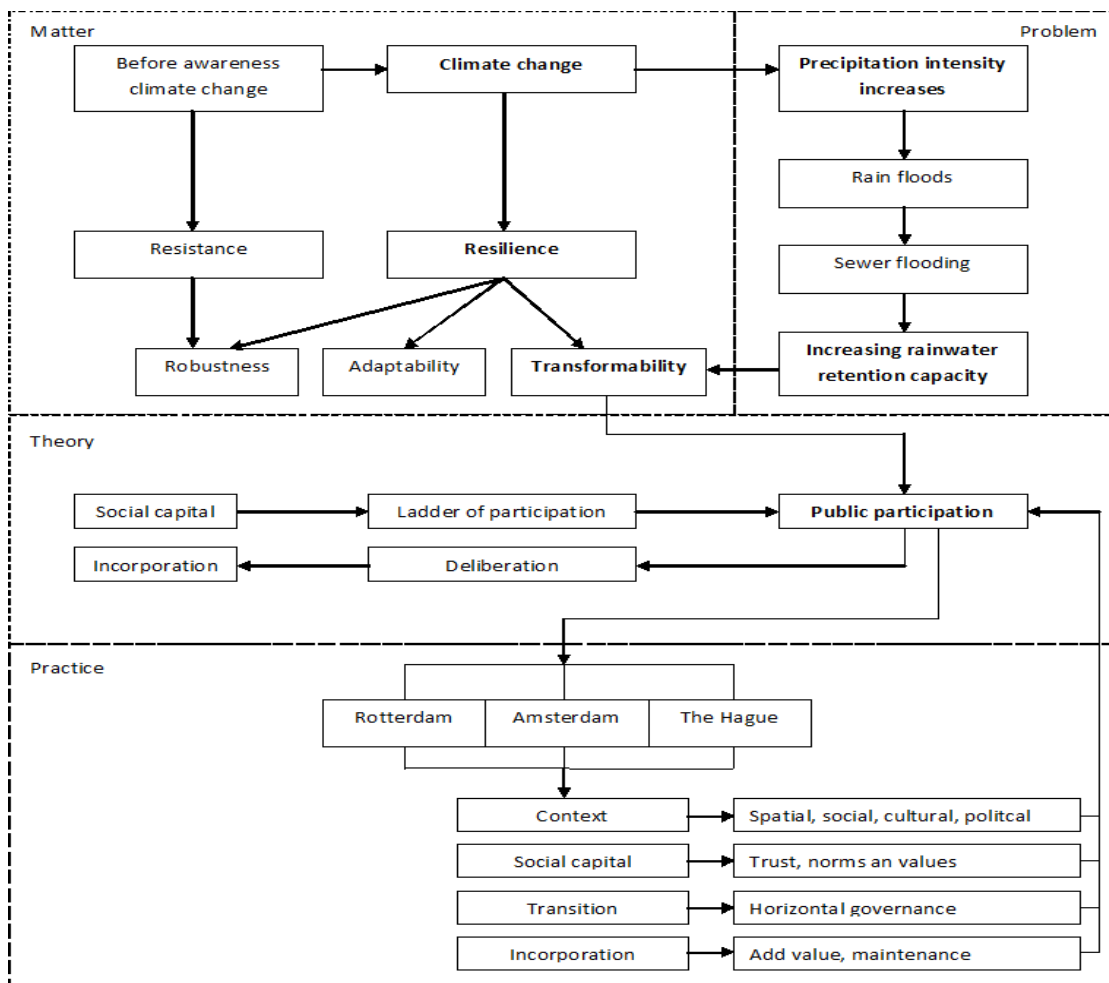 Matter
Problem
Before awareness
climate change
Climate change
Precipitation intensity
increases
Rain floods
Resistance
Resilience
Sewer flooding
Robustness
Adaptability
Transformability
Increasing rainwater
retention capacity
Theory
Social capital
Ladder of participation
Public participation
Incorporation
Deliberation
Practice
Rotterdam
Amsterdam
The Hague
Context
Spatial, social, cultural, politcal
Social capital
Trust, norms an values
Transition
Horizontal governance
Incorporation
Add value, maintenance